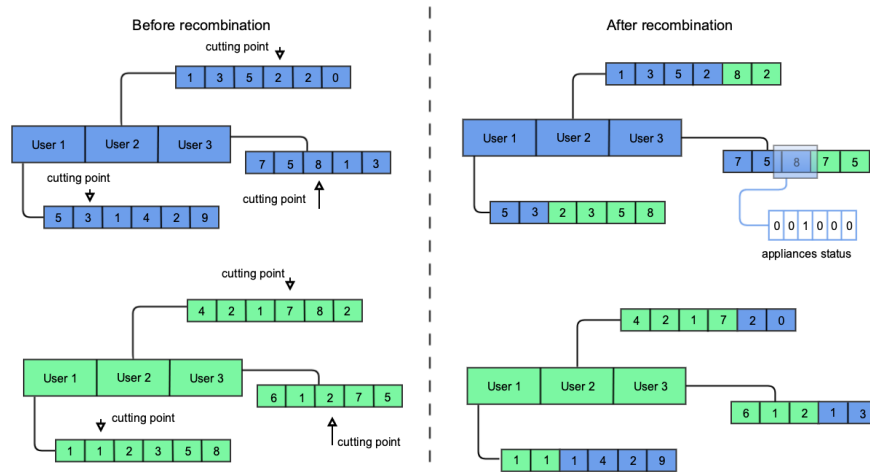 Before recombination
cutting point
1 3 5 2 2 0
User 1 User 2 User 3
7 5 8 1 3
cutting point
cutting point
5 3 1 4 2 9
cutting point
4 2 1 7 8 2
User 1 User 2 User 3
6 1 2 7 5
cutting point
cutting point
1 1 2 3 5 8
After recombination
1 3 5 2 8 2
User 1 User 2 User 3
7 5 8 7 5
5 3 2 3 5 8
0 0 1 0 0 0
appliances status
4 2 1 7 2 0
User 1 User 2 User 3
6 1 2 1 3
1 1 1 4 2 9